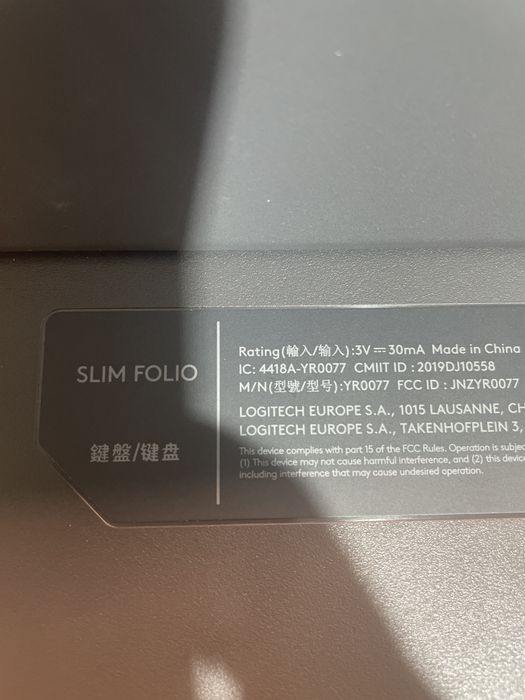 SLIM FOLIO
鍵盤/键盘
Rating(輸入/输入):3V⎓30mA Made in China
IC: 4418A-YR0077 CMIIT ID : 2019DJ10558
M/N(型號/型号):YR0077 FCC ID : JNZYR0077
LOGITECH EUROPE S.A., 1015 LAUSANNE, CH
LOGITECH EUROPE S.A., TAKENHOFPLEIN 3,
This device complies with part 15 of the FCC Rules. Operation is subjec
(1) This device may not cause harmful interference, and (2) this device
including interference that may cause undesired operation.